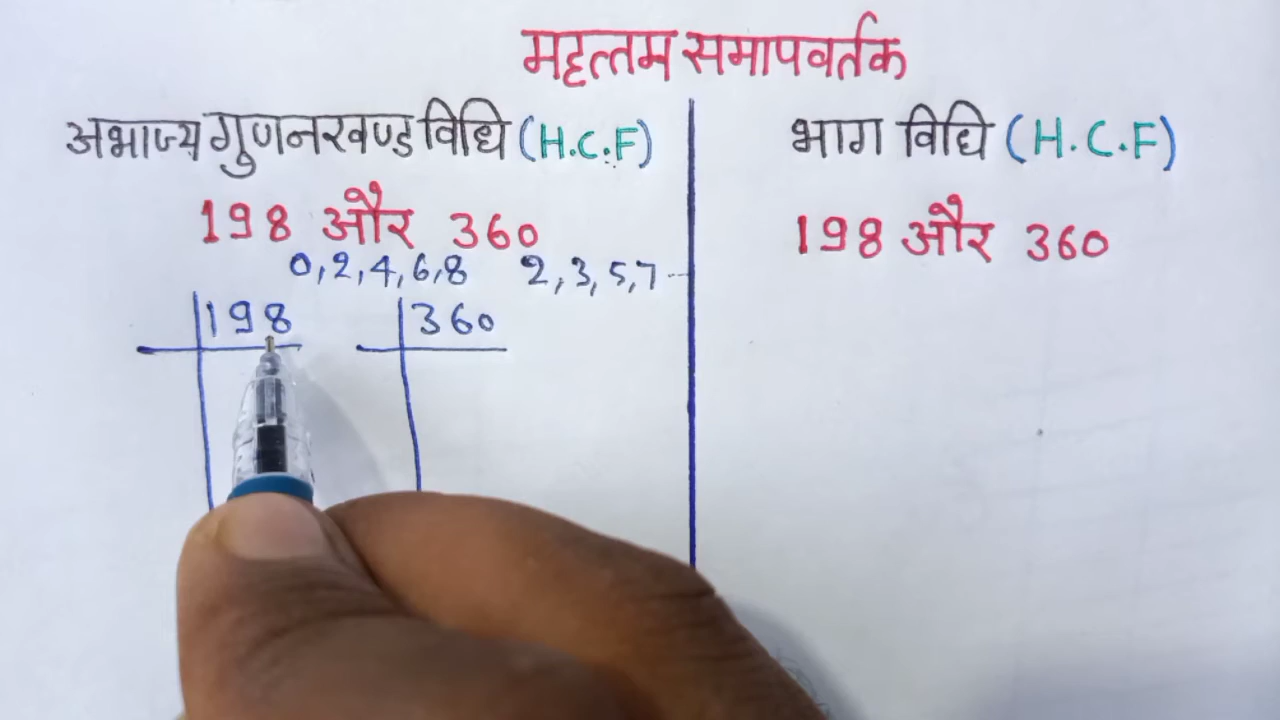 महत्तम समापवर्तक
अभाज्य गुणनखण्ड विधि (H.C.F)
198 और 360
0,2,4,6,8 2,3,5,7--
198 360
भाग विधि (H.C.F)
198 और 360